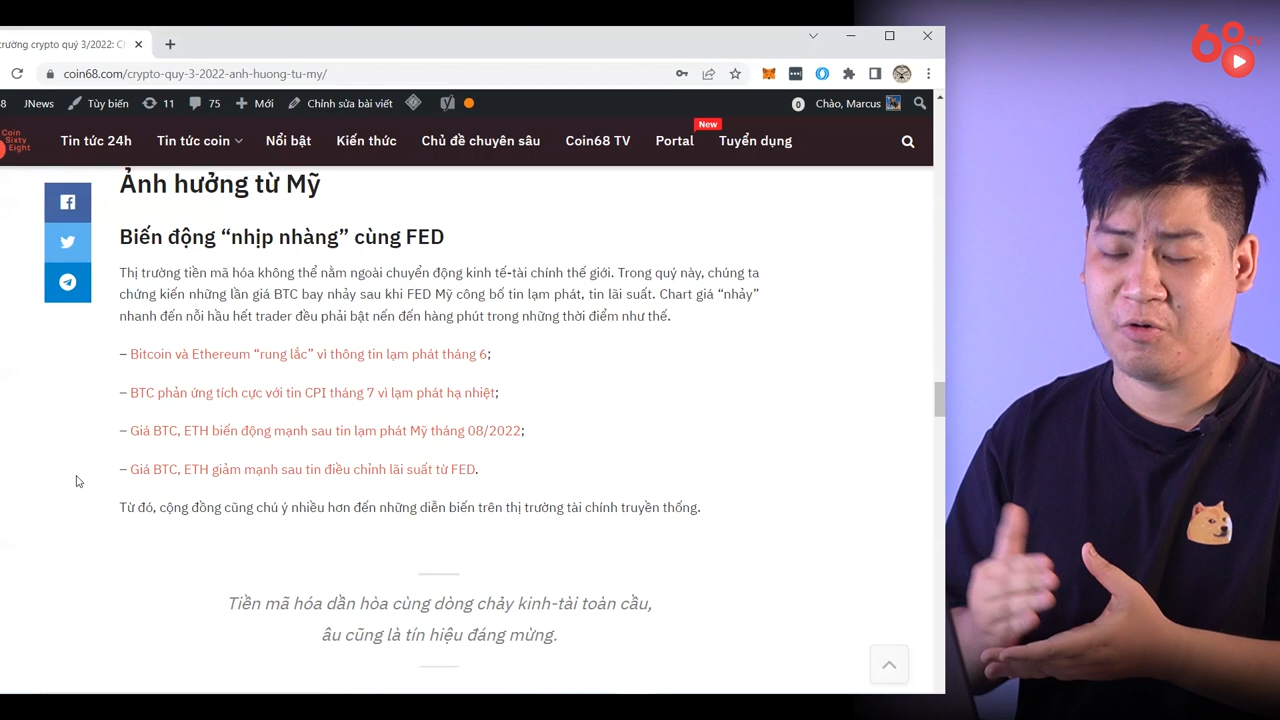 68 TV
trường crypto quý 3/2022: C
coin68.com/crypto-quy-3-2022-anh-huong-tu-my/
8 JNews Tùy biến 11 75 Mới Chỉnh sửa bài viết 0 Chào, Marcus
Coin
Sixty
Eight
New
Tin tức 24h Tin tức coin Nổi bật Kiến thức Chủ đề chuyên sâu Coin68 TV Portal Tuyển dụng
Ảnh hưởng từ Mỹ
Biến động “nhịp nhàng” cùng FED
Thị trường tiền mã hóa không thể nằm ngoài chuyển động kinh tế-tài chính thế giới. Trong quý này, chúng ta
chứng kiến những lần giá BTC bay nhảy sau khi FED Mỹ công bố tin lạm phát, tin lãi suất. Chart giá “nhảy”
nhanh đến nỗi hầu hết trader đều phải bật nến đến hàng phút trong những thời điểm như thế.
– Bitcoin và Ethereum “rung lắc” vì thông tin lạm phát tháng 6;
– BTC phản ứng tích cực với tin CPI tháng 7 vì lạm phát hạ nhiệt;
– Giá BTC, ETH biến động mạnh sau tin lạm phát Mỹ tháng 08/2022;
– Giá BTC, ETH giảm mạnh sau tin điều chỉnh lãi suất từ FED.
Từ đó, cộng đồng cũng chú ý nhiều hơn đến những diễn biến trên thị trường tài chính truyền thống.
Tiền mã hóa dần hòa cùng dòng chảy kinh-tài toàn cầu,
âu cũng là tín hiệu đáng mừng.